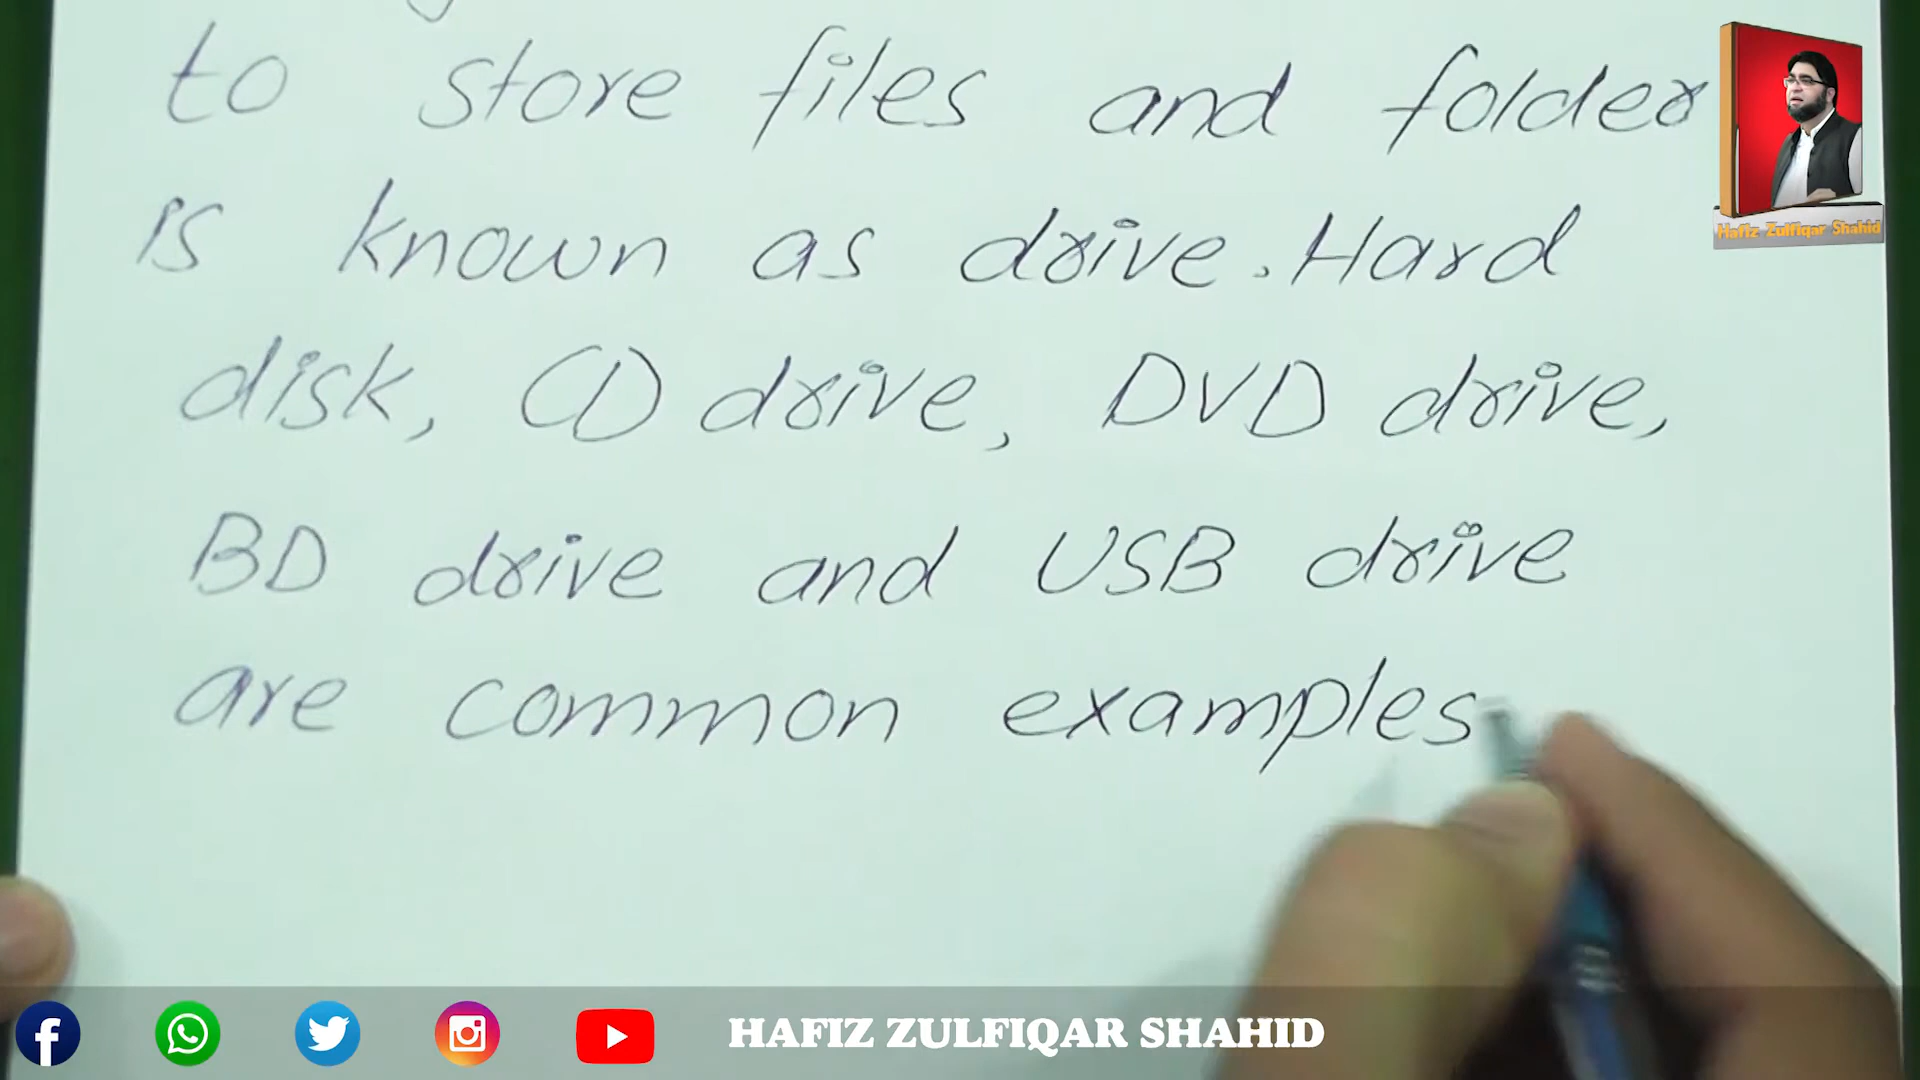 to store files and folder
is known as drive. Hard
disk, CD drive, DVD drive,
BD drive and USB drive
are common examples
Hafiz Zulfiqar Shahid
HAFIZ ZULFIQAR SHAHID